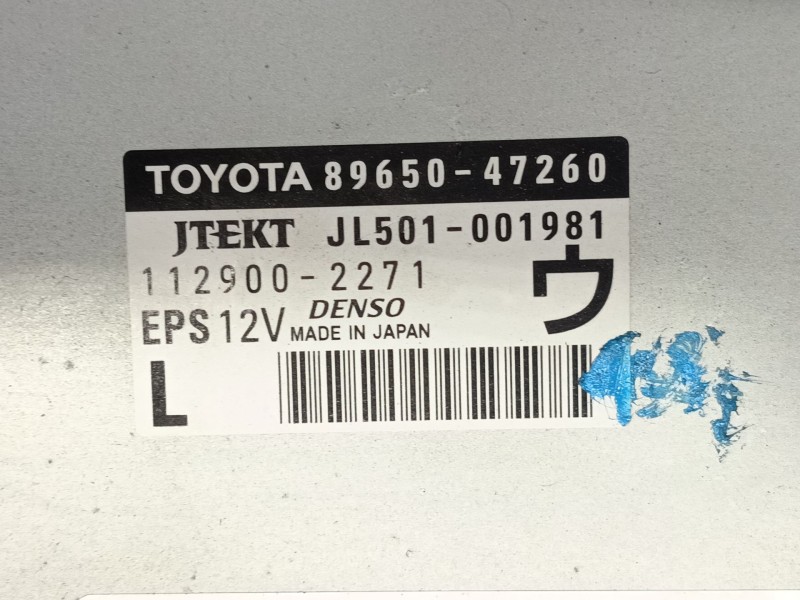 TOYOTA 89650-47260
JTEKT JL501-001981
112900-2271
ウ
EPS 12V DENSO
MADE IN JAPAN
L